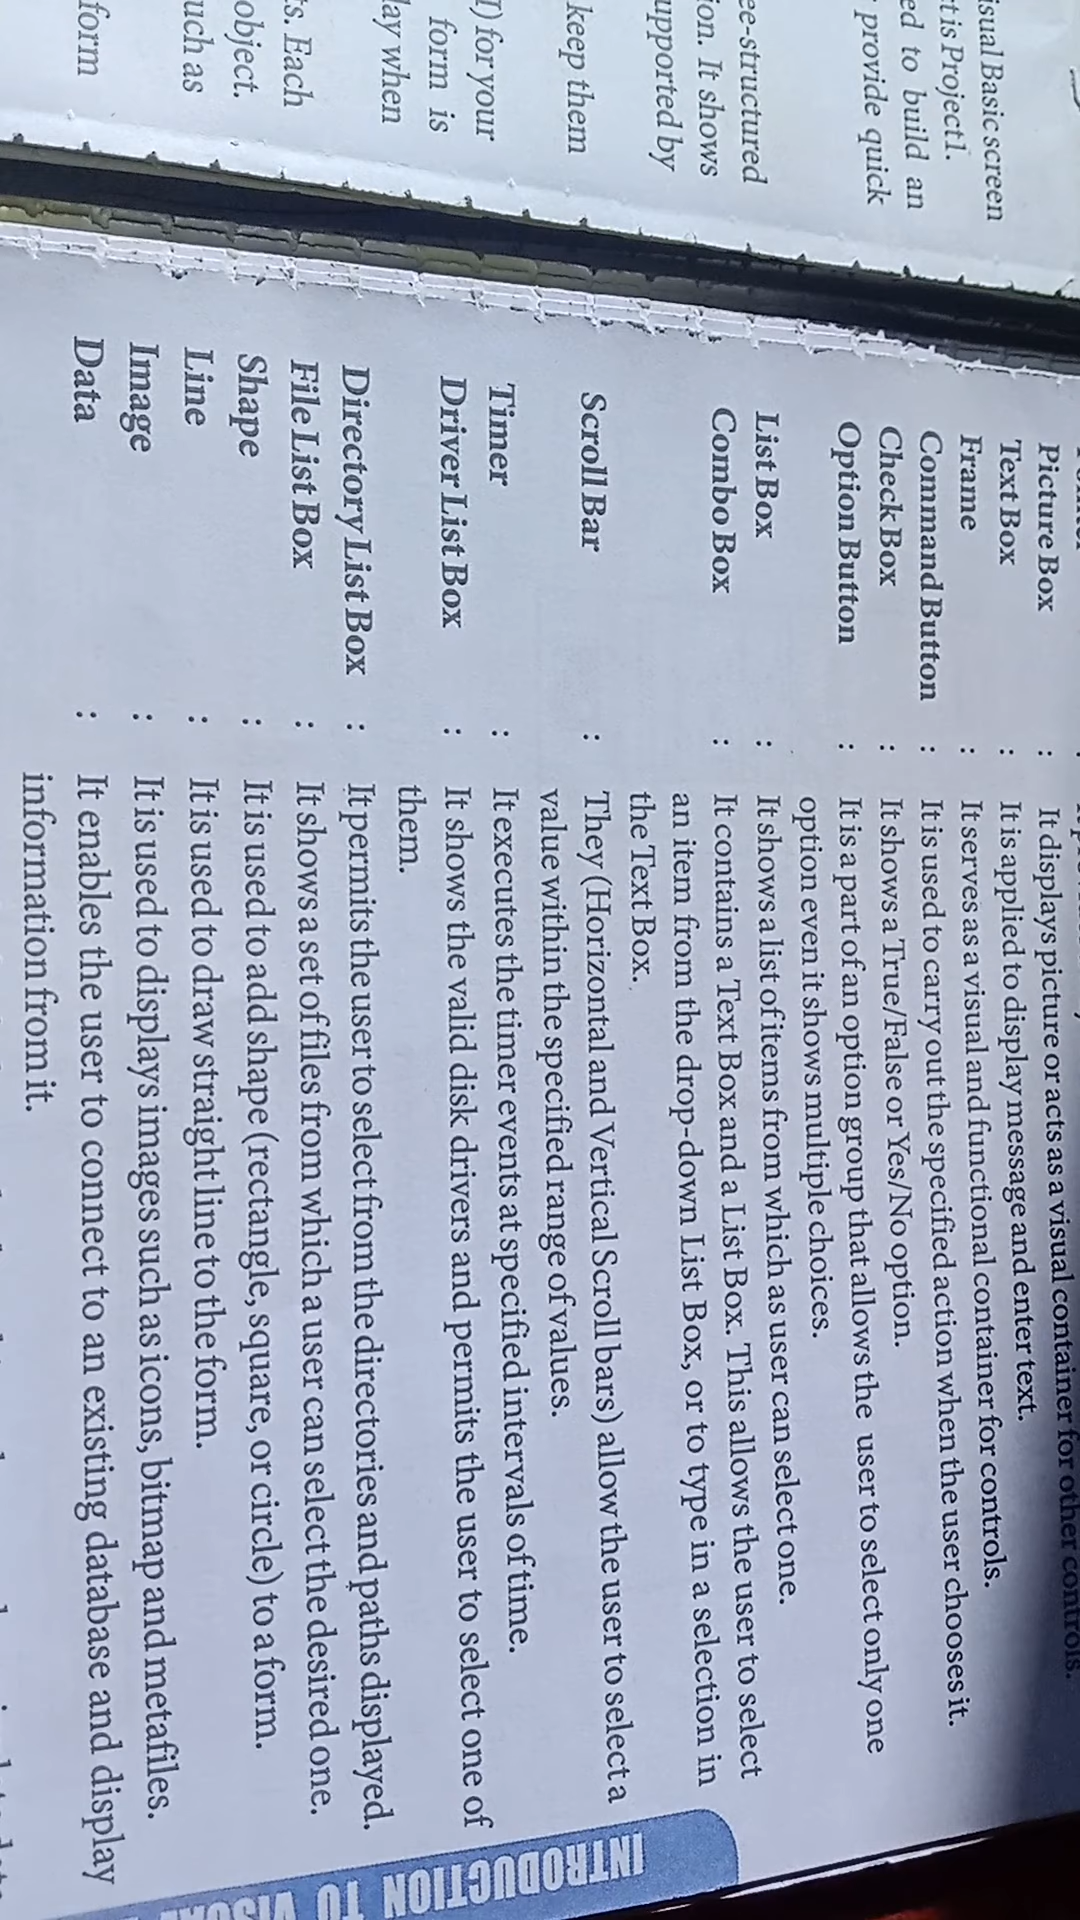 isual Basic screen
t is Project1.
ed to build an
provide quick
ee-structured
ion. It shows
upported by
keep them
I) for your
form is
lay when
ts. Each
object.
uch as
form
Picture Box : It displays picture or acts as a visual container for other controls.
Text Box : It is applied to display message and enter text.
Frame : It serves as a visual and functional container for controls.
Command Button : It is used to carry out the specified action when the user chooses it.
Check Box : It shows a True/False or Yes/No option.
Option Button : It is a part of an option group that allows the user to select only one
option even it shows multiple choices.
List Box : It shows a list of items from which as user can select one.
Combo Box : It contains a Text Box and a List Box. This allows the user to select
an item from the drop-down List Box, or to type in a selection in
the Text Box.
Scroll Bar : They (Horizontal and Vertical Scroll bars) allow the user to select a
value within the specified range of values.
Timer : It executes the timer events at specified intervals of time.
Driver List Box : It shows the valid disk drivers and permits the user to select one of
them.
Directory List Box : It permits the user to select from the directories and paths displayed.
File List Box : It shows a set of files from which a user can select the desired one.
Shape : It is used to add shape (rectangle, square, or circle) to a form.
Line : It is used to draw straight line to the form.
Image : It is used to displays images such as icons, bitmap and metafiles.
Data : It enables the user to connect to an existing database and display
information from it.
INTRODUCTION TO